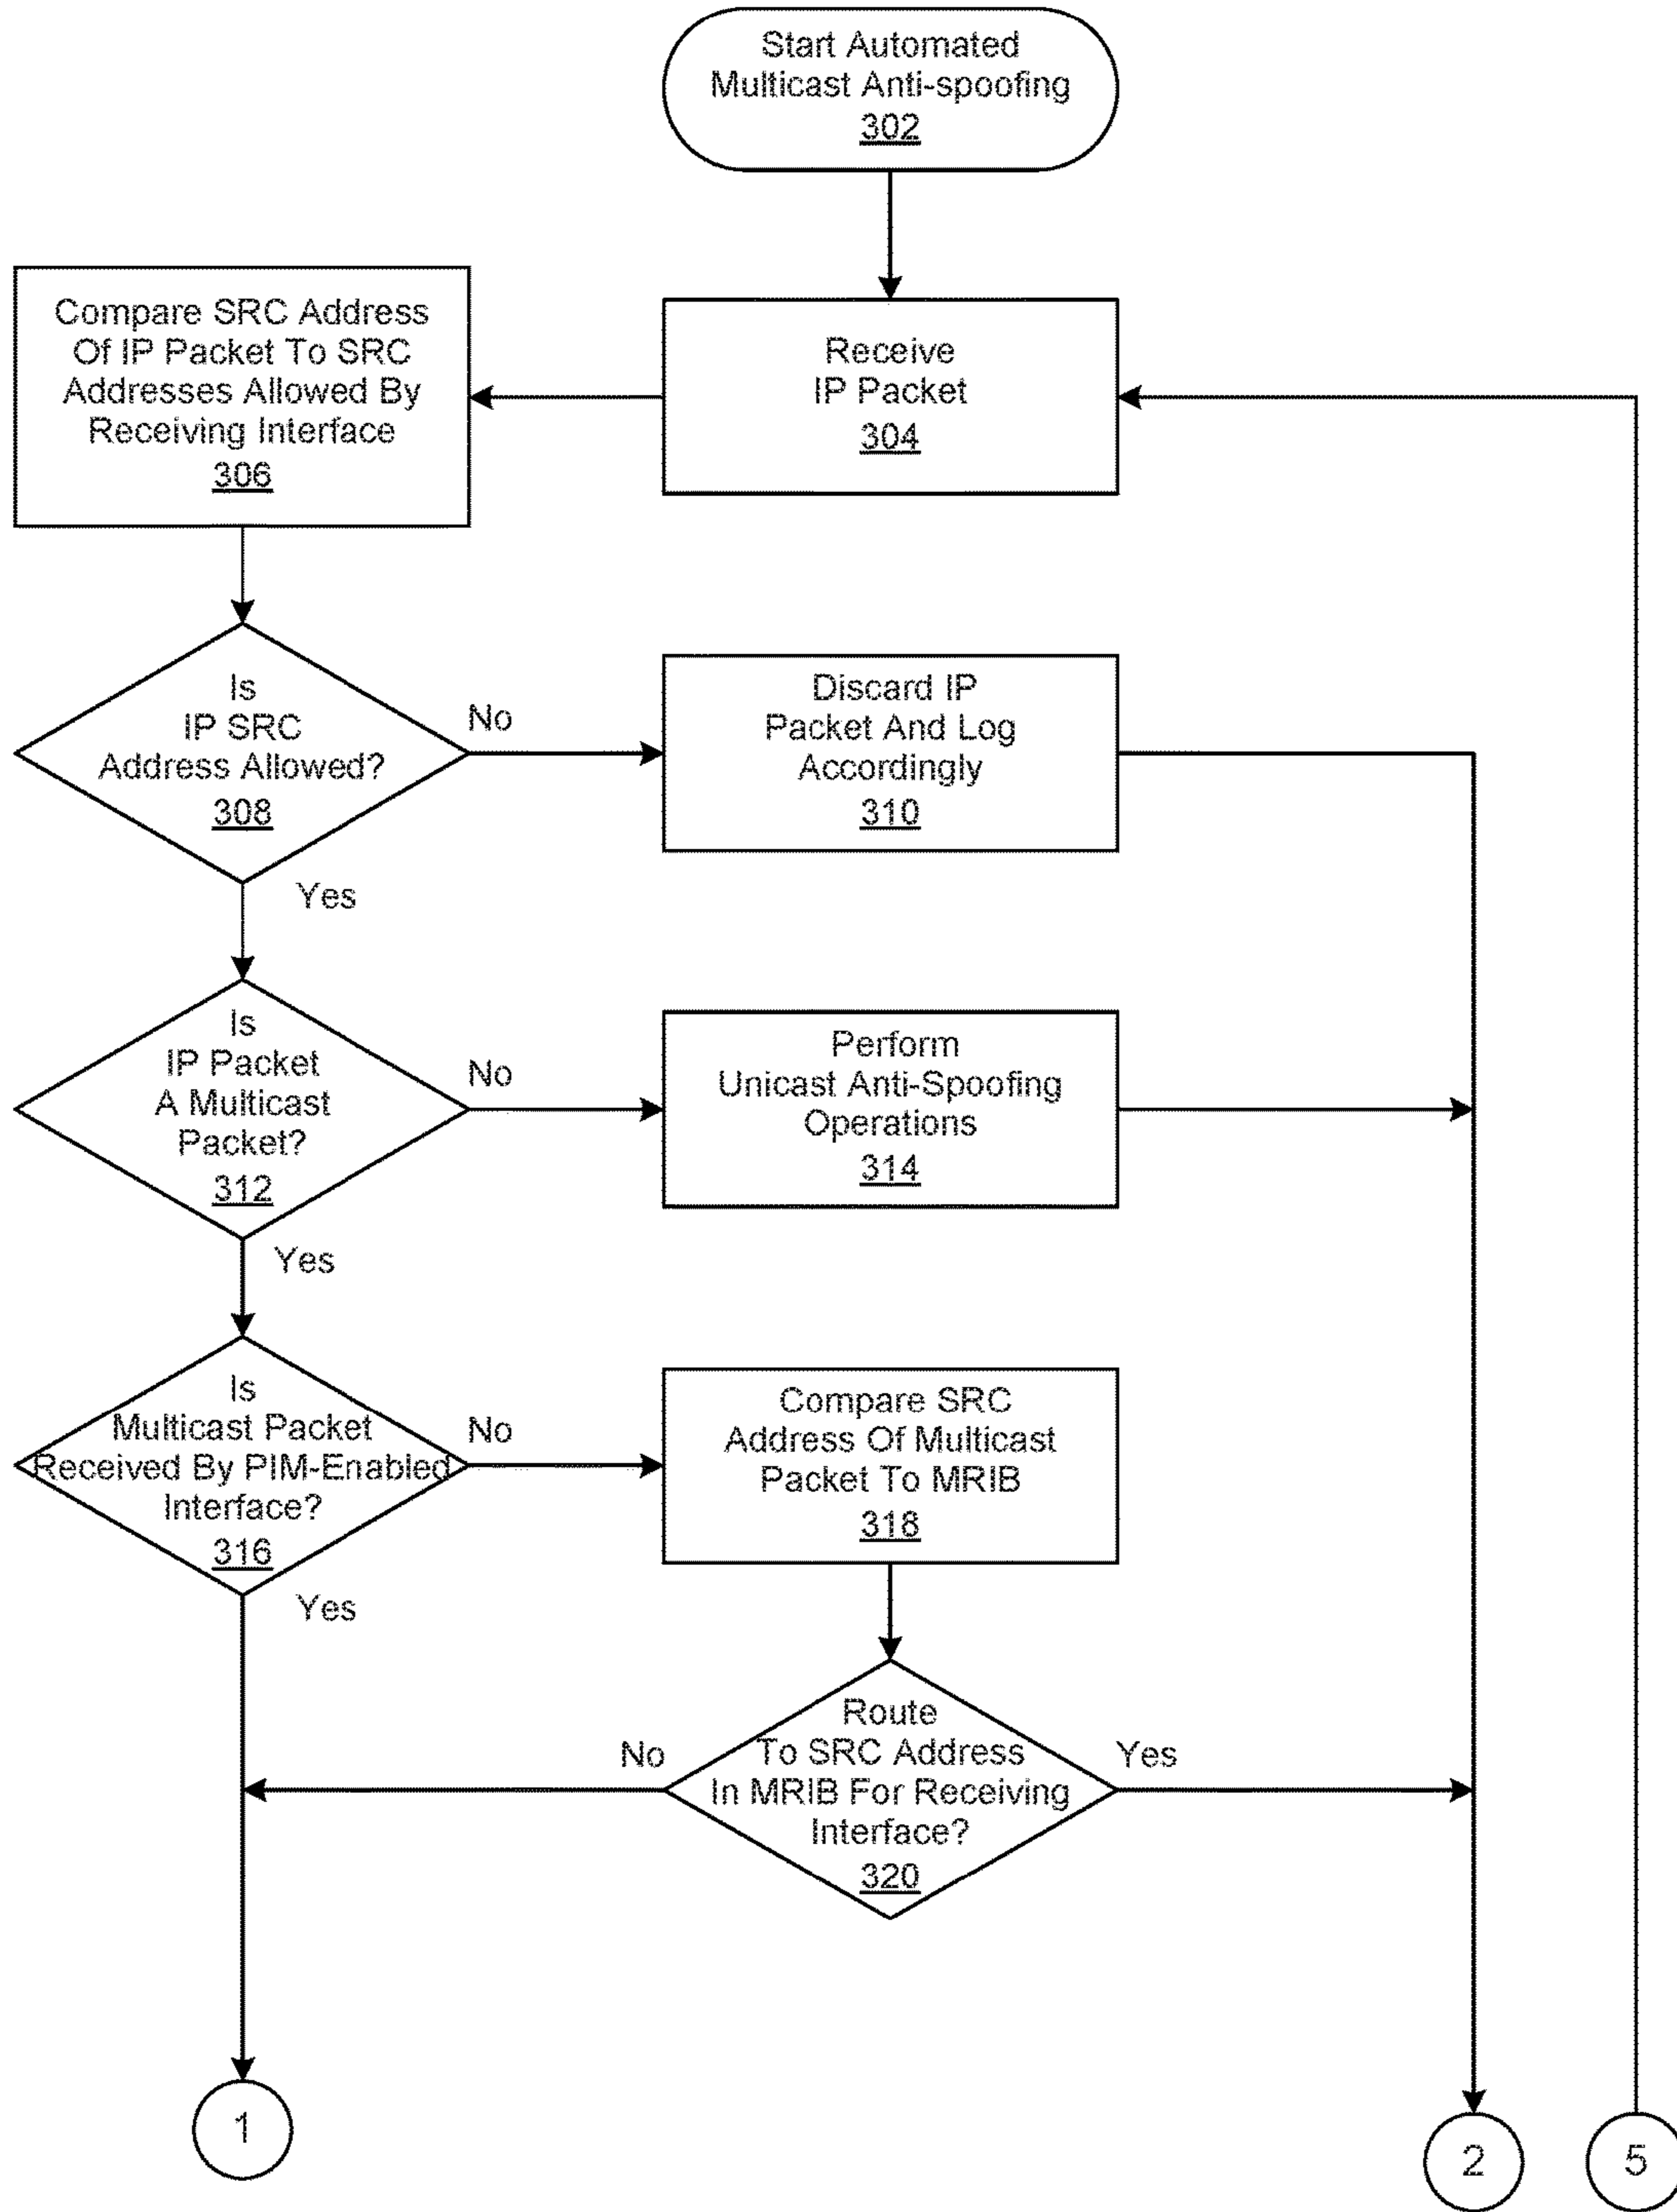 Start Automated
Multicast Anti-spoofing
302
Receive
IP Packet
304
Compare SRC Address
Of IP Packet To SRC
Addresses Allowed By
Receiving Interface
306
Is
IP SRC
Address Allowed?
308
No
Yes
Discard IP
Packet And Log
Accordingly
310
Is
IP Packet
A Multicast
Packet?
312
No
Yes
Perform
Unicast Anti-Spoofing
Operations
314
Is
Multicast Packet
Received By PIM-Enabled
Interface?
316
No
Yes
Compare SRC
Address Of Multicast
Packet To MRIB
318
Route
To SRC Address
In MRIB For Receiving
Interface?
320
No
Yes
1
2
5